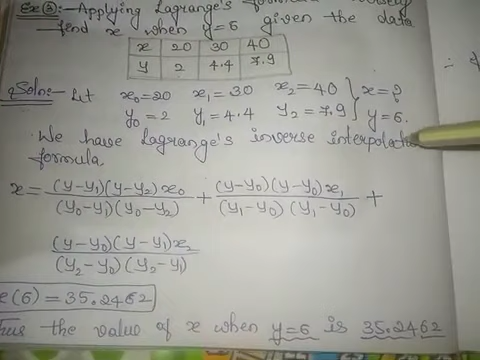 Ex ③:- Applying Lagrange's
find x when y=6 given the data
x 20 30 40
y 2 4.4 7.9
Soln:- Let x₀=20 x₁=30 x₂=40 } x=?
y₀=2 y₁=4.4 y₂=7.9 } y=6.
We have Lagrange's inverse interpolation
formula.
x = (y-y₁)(y-y₂)x₀/(y₀-y₁)(y₀-y₂) + (y-y₀)(y-y₀)x₁/(y₁-y₀)(y₁-y₀) +
(y-y₀)(y-y₁)x₂/(y₂-y₀)(y₂-y₁)
x(6) = 35.2462
Thus the value of x when y=6 is 35.2462